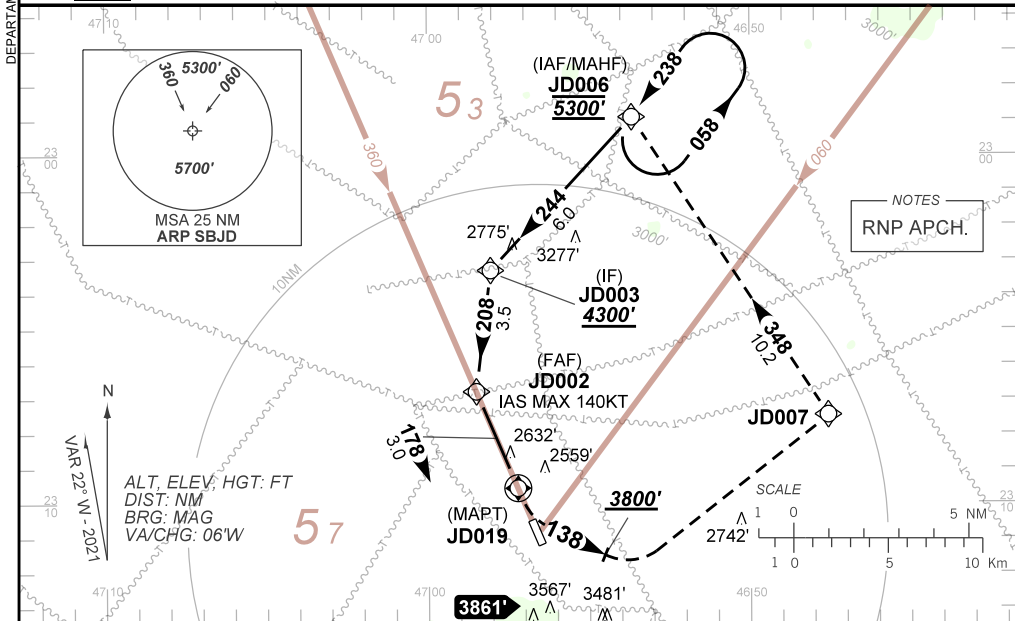 DEPARTAM
47 10
47 00
46 50
3000'
360
060
5300'
5700'
MSA 25 NM
ARP SBJD
5 3
(IAF/MAHF)
JD006
5300'
238
058
360
060
23 00
23 00
NOTES
RNP APCH.
244
6.0
2775'
3277'
3000'
10NM
(IF)
JD003
4300'
208
3.5
348
10.2
(FAF)
JD002
IAS MAX 140KT
JD007
N
VAR 22° W - 2021
178
3.0
2632'
2559'
ALT, ELEV, HGT: FT
DIST: NM
BRG: MAG
VA/CHG: 06'W
5 7
(MAPT)
JD019
138
3800'
SCALE
1 0 5 NM
1 0 5 10 Km
2742'
23 10
23 10
3567'
3481'
3861'
47 10
47 00
46 50